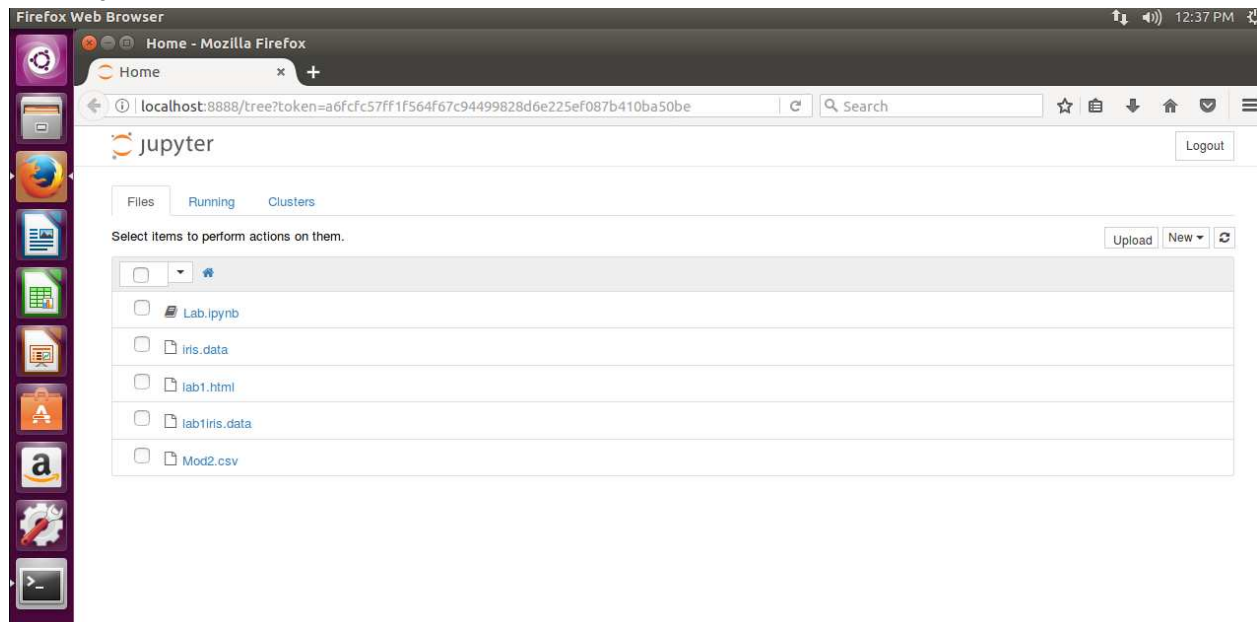 Firefox Web Browser 12:37 PM
Home - Mozilla Firefox
Home × +
localhost:8888/tree?token=a6fcfc57ff1f564f67c94499828d6e225ef087b410ba50be Search
jupyter Logout
Files Running Clusters
Select items to perform actions on them. Upload New
Lab.ipynb
iris.data
lab1.html
lab1iris.data
Mod2.csv